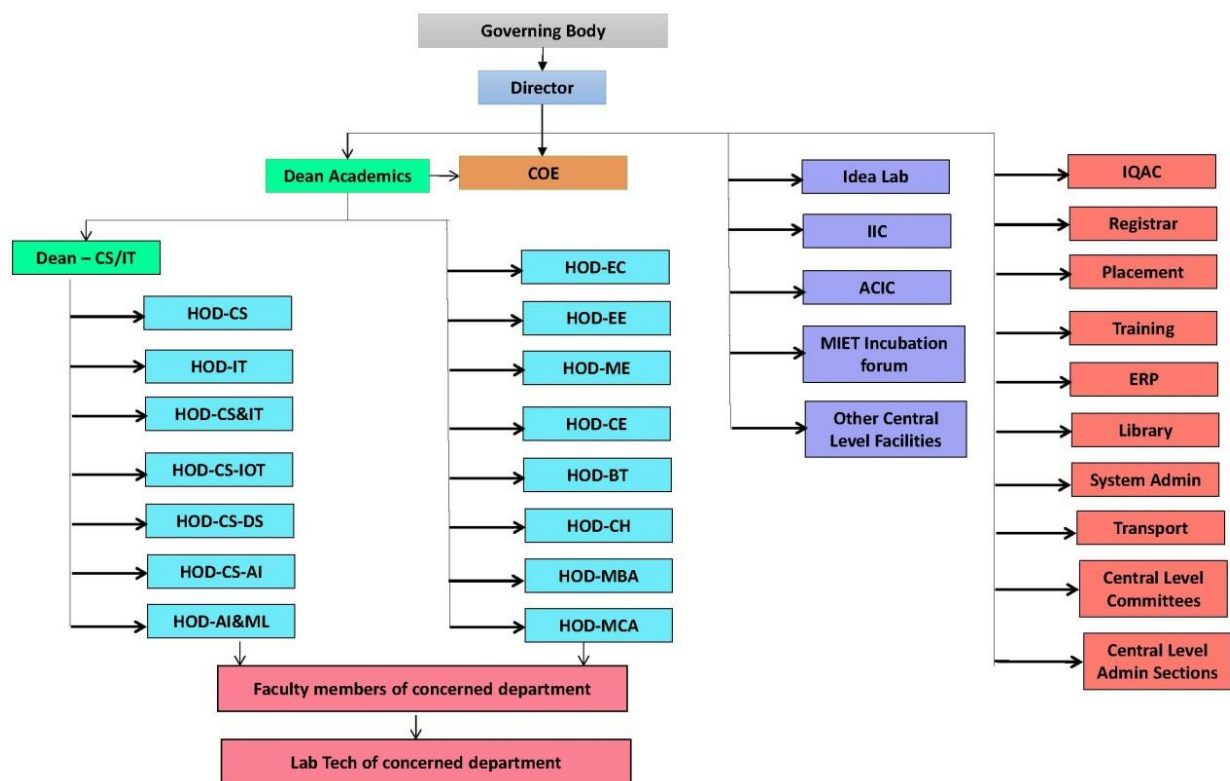 Governing Body
Director
Dean Academics
COE
Dean – CS/IT
HOD-CS
HOD-IT
HOD-CS&IT
HOD-CS-IOT
HOD-CS-DS
HOD-CS-AI
HOD-AI&ML
HOD-EC
HOD-EE
HOD-ME
HOD-CE
HOD-BT
HOD-CH
HOD-MBA
HOD-MCA
Faculty members of concerned department
Lab Tech of concerned department
Idea Lab
IIC
ACIC
MIET Incubation
forum
Other Central
Level Facilities
IQAC
Registrar
Placement
Training
ERP
Library
System Admin
Transport
Central Level
Committees
Central Level
Admin Sections